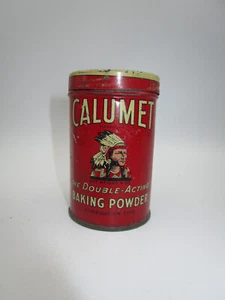 CALUMET
THE DOUBLE-ACTING
BAKING POWDER